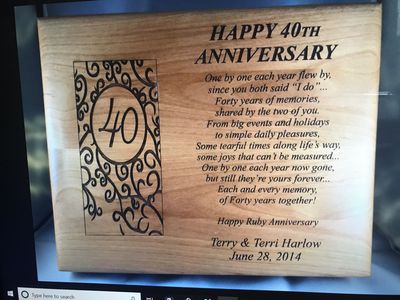 HAPPY 40TH
ANNIVERSARY
One by one each year flew by,
since you both said "I do"...
Forty years of memories,
shared by the two of you.
From big events and holidays
to simple daily pleasures,
Some tearful times along life's way,
some joys that can't be measured...
One by one each year now gone,
but still they're yours forever...
Each and every memory,
of Forty years together!
Happy Ruby Anniversary
Terry & Terri Harlow
June 28, 2014
40
Type here to search